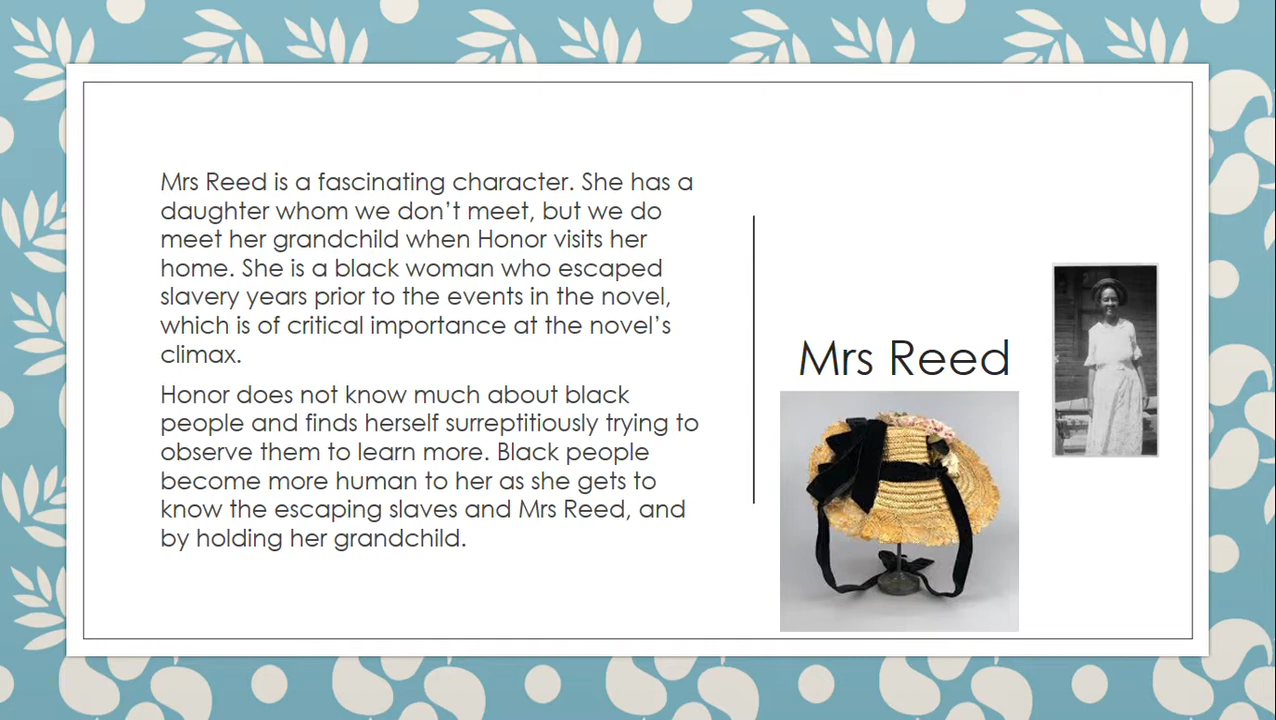 Mrs Reed is a fascinating character. She has a
daughter whom we don’t meet, but we do
meet her grandchild when Honor visits her
home. She is a black woman who escaped
slavery years prior to the events in the novel,
which is of critical importance at the novel’s
climax.
Honor does not know much about black
people and finds herself surreptitiously trying to
observe them to learn more. Black people
become more human to her as she gets to
know the escaping slaves and Mrs Reed, and
by holding her grandchild.
Mrs Reed